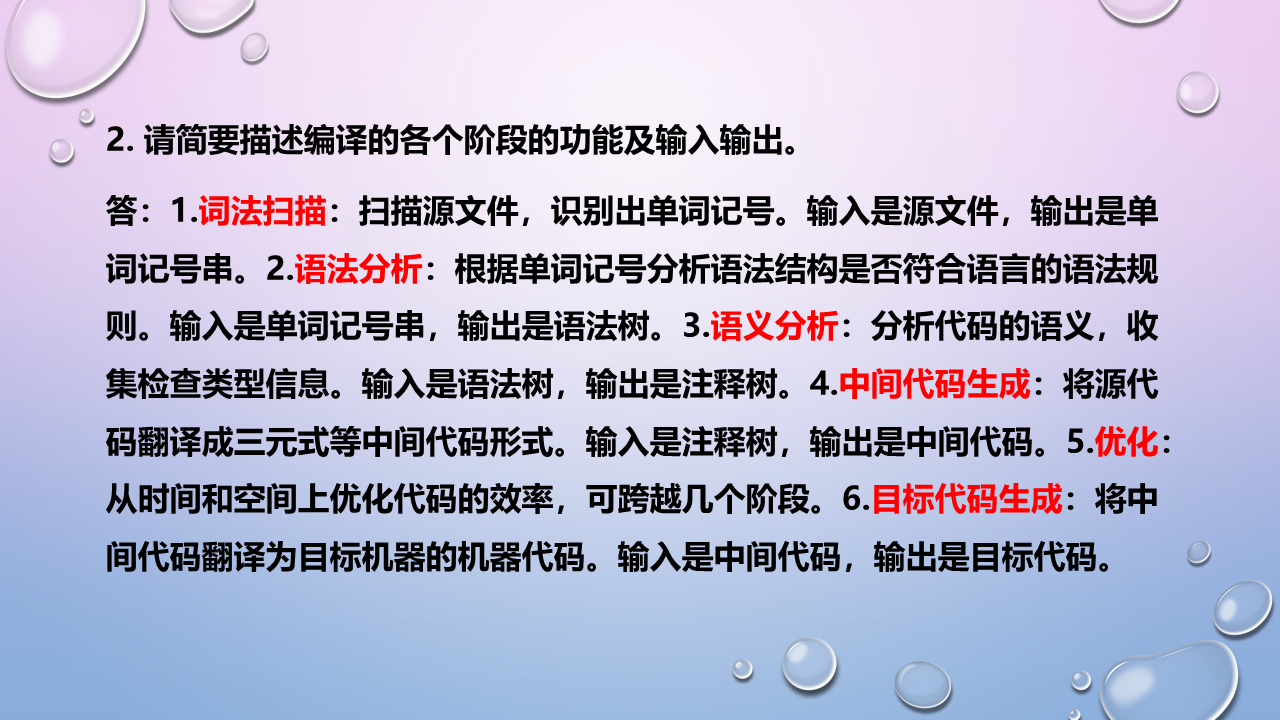 2. 请简要描述编译的各个阶段的功能及输入输出。
答：1.词法扫描：扫描源文件，识别出单词记号。输入是源文件，输出是单
词记号串。2.语法分析：根据单词记号分析语法结构是否符合语言的语法规
则。输入是单词记号串，输出是语法树。3.语义分析：分析代码的语义，收
集检查类型信息。输入是语法树，输出是注释树。4.中间代码生成：将源代
码翻译成三元式等中间代码形式。输入是注释树，输出是中间代码。5.优化：
从时间和空间上优化代码的效率，可跨越几个阶段。6.目标代码生成：将中
间代码翻译为目标机器的机器代码。输入是中间代码，输出是目标代码。